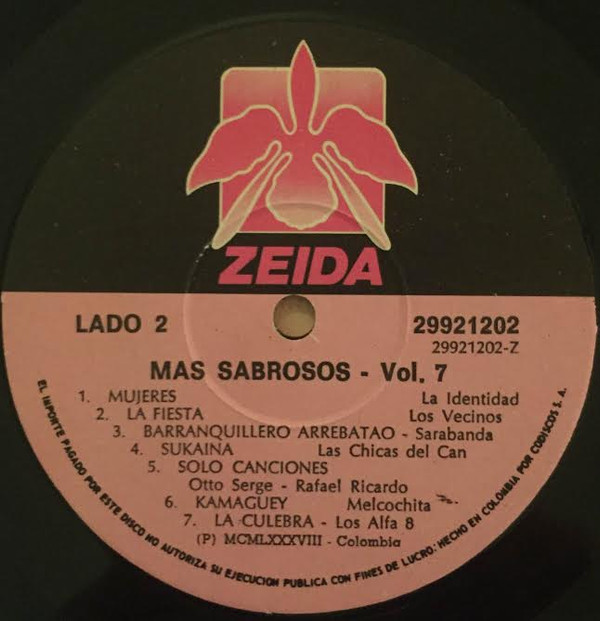 ZEIDA
LADO 2 29921202
29921202-Z
MAS SABROSOS - Vol. 7
1. MUJERES La Identidad
2. LA FIESTA Los Vecinos
3. BARRANQUILLERO ARREBATAO - Sarabanda
4. SUKAINA Las Chicas del Can
5. SOLO CANCIONES
Otto Serge - Rafael Ricardo
6. KAMAGUEY Melcochita
7. LA CULEBRA - Los Alfa 8
(P) MCMLXXXVIII - Colombia
EL IMPORTE PAGADO POR ESTE DISCO NO AUTORIZA SU EJECUCION PUBLICA CON FINES DE LUCRO: HECHO EN COLOMBIA POR CODISCOS S. A.